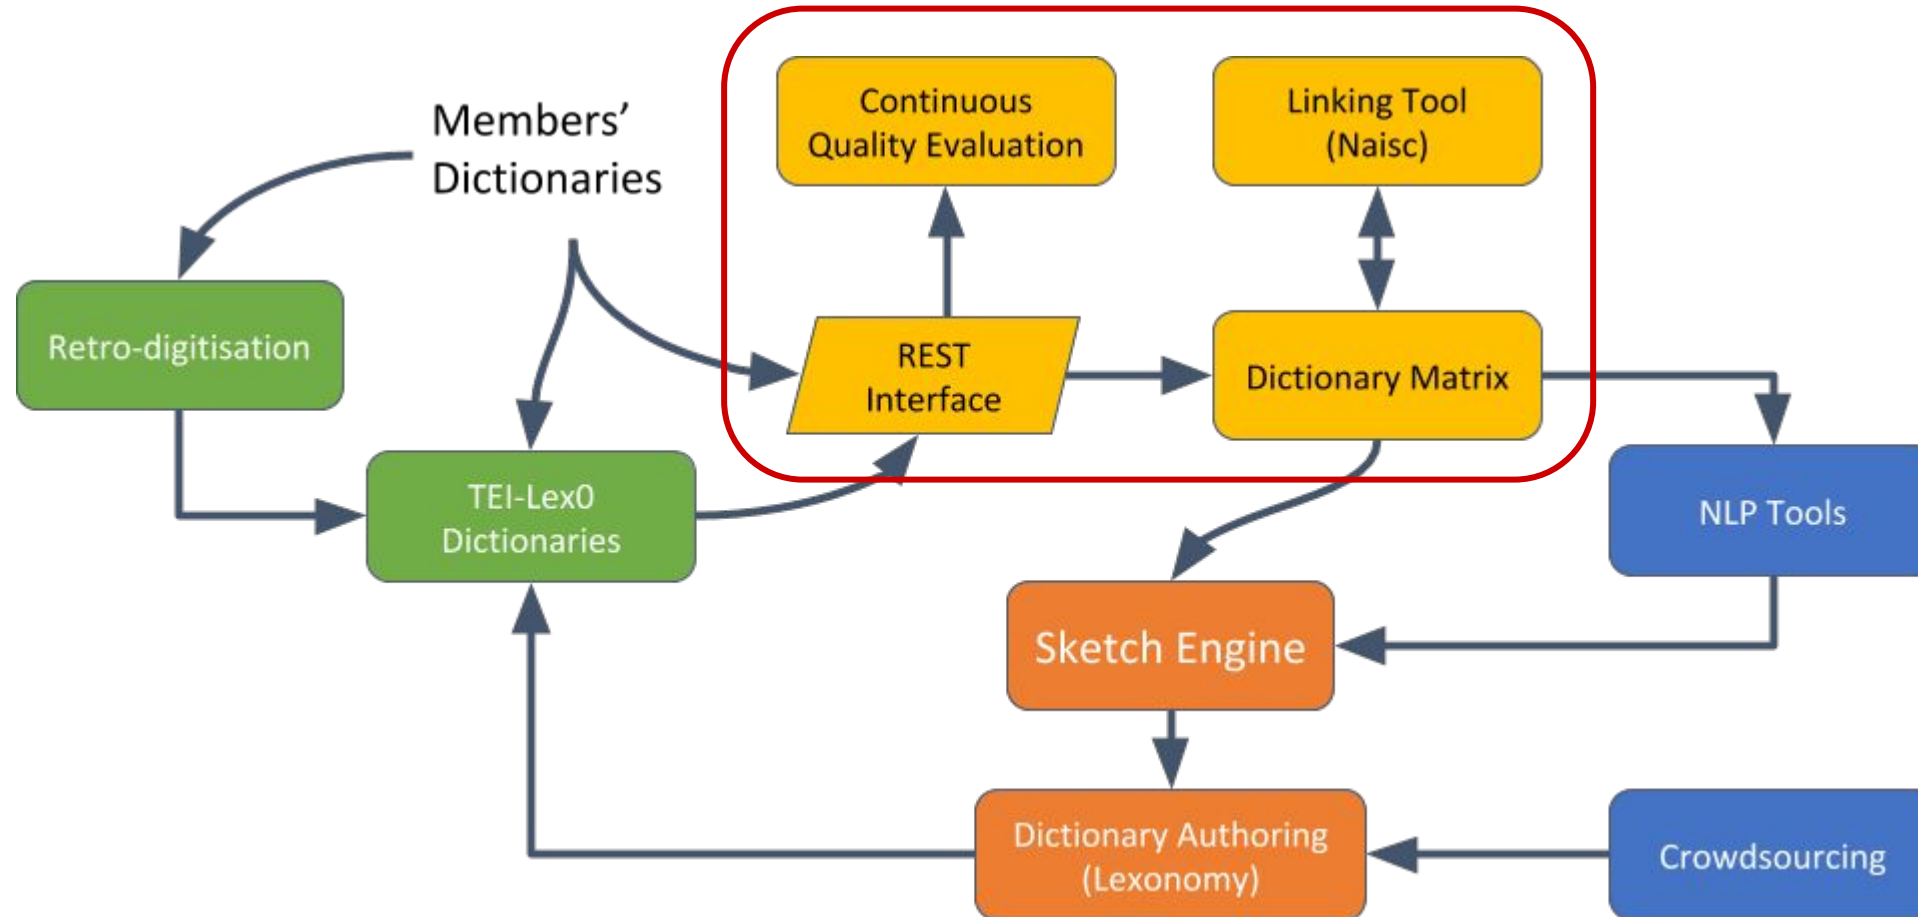 Members’
Dictionaries
Continuous
Quality Evaluation
Linking Tool
(Naisc)
Retro-digitisation
REST
Interface
Dictionary Matrix
TEI-Lex0
Dictionaries
NLP Tools
Sketch Engine
Dictionary Authoring
(Lexonomy)
Crowdsourcing